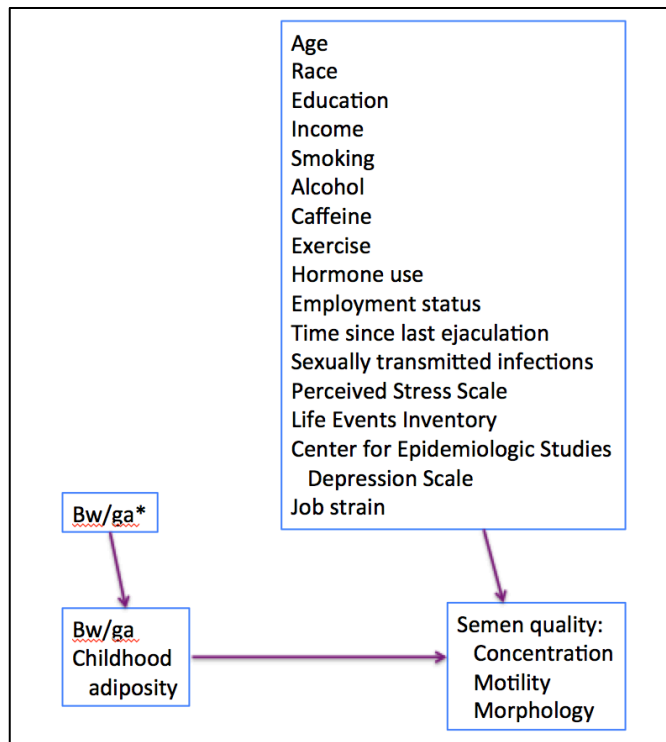 Age
Race
Education
Income
Smoking
Alcohol
Caffeine
Exercise
Hormone use
Employment status
Time since last ejaculation
Sexually transmitted infections
Perceived Stress Scale
Life Events Inventory
Center for Epidemiologic Studies
Depression Scale
Job strain
Bw/ga*
Bw/ga
Childhood
adiposity
Semen quality:
Concentration
Motility
Morphology